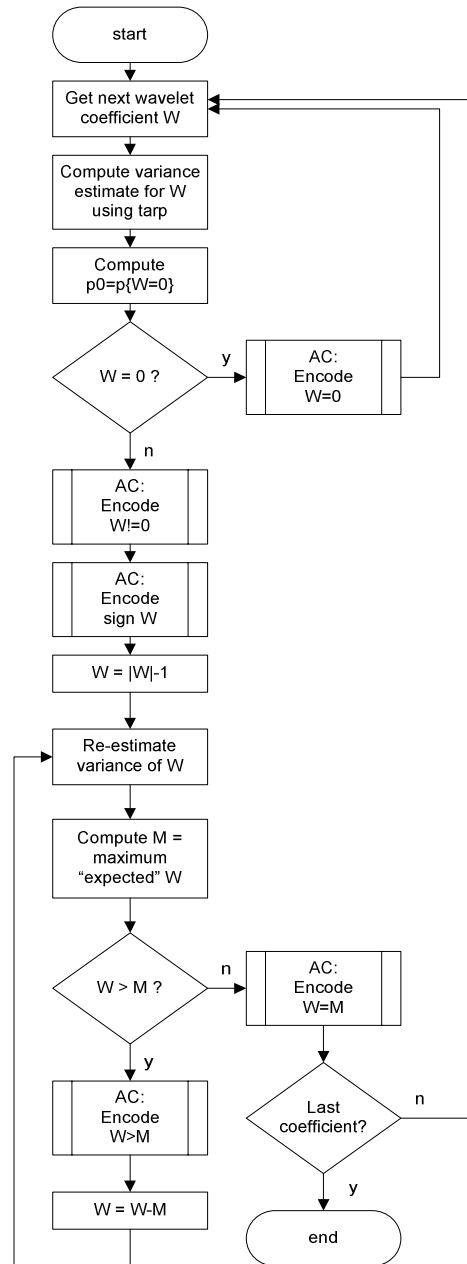 start
Get next wavelet
coefficient W
Compute variance
estimate for W
using tarp
Compute
p0=p{W=0}
W = 0 ?
y
AC:
Encode
W=0
n
AC:
Encode
W!=0
AC:
Encode
sign W
W = |W|-1
Re-estimate
variance of W
Compute M =
maximum
“expected” W
W > M ?
n
AC:
Encode
W=M
y
AC:
Encode
W>M
Last
coefficient?
n
y
W = W-M
end